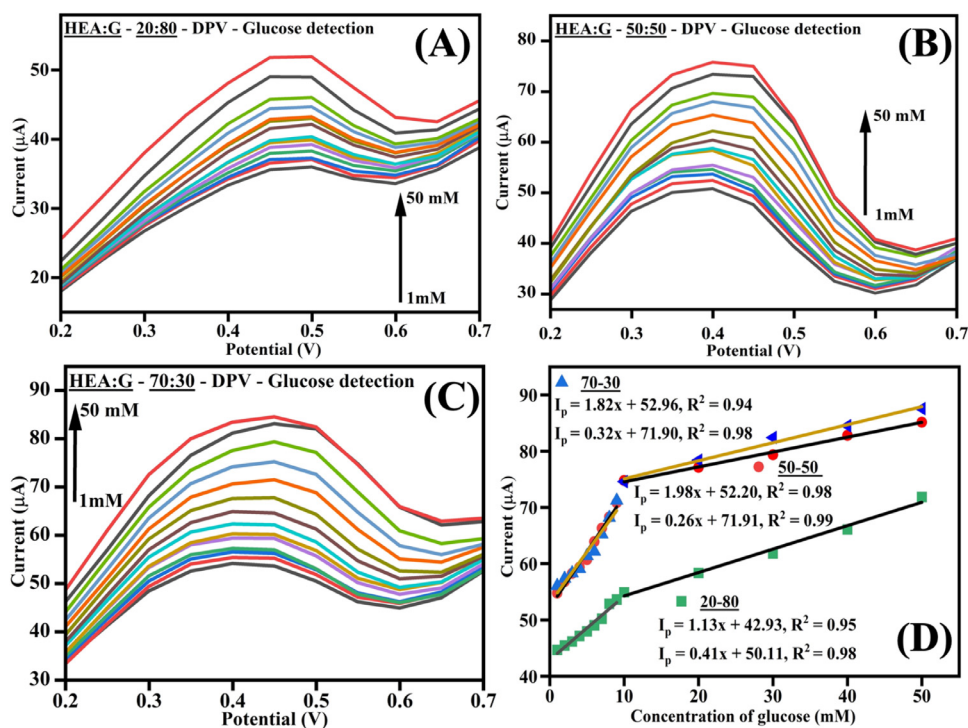 HEA:G - 20:80 - DPV - Glucose detection
(A)
50 mM
1mM
Current (µA)
50
40
30
20
0.2 0.3 0.4 0.5 0.6 0.7
Potential (V)
HEA:G - 50:50 - DPV - Glucose detection
(B)
50 mM
1mM
Current (µA)
80
70
60
50
40
30
0.2 0.3 0.4 0.5 0.6 0.7
Potential (V)
HEA:G - 70:30 - DPV - Glucose detection
(C)
50 mM
1mM
Current (µA)
90
80
70
60
50
40
30
0.2 0.3 0.4 0.5 0.6 0.7
Potential (V)
70-30
Ip = 1.82x + 52.96, R² = 0.94
Ip = 0.32x + 71.90, R² = 0.98
50-50
Ip = 1.98x + 52.20, R² = 0.98
Ip = 0.26x + 71.91, R² = 0.99
20-80
Ip = 1.13x + 42.93, R² = 0.95
Ip = 0.41x + 50.11, R² = 0.98
(D)
Current (µA)
90
80
70
60
50
40
0 10 20 30 40 50
Concentration of glucose (mM)